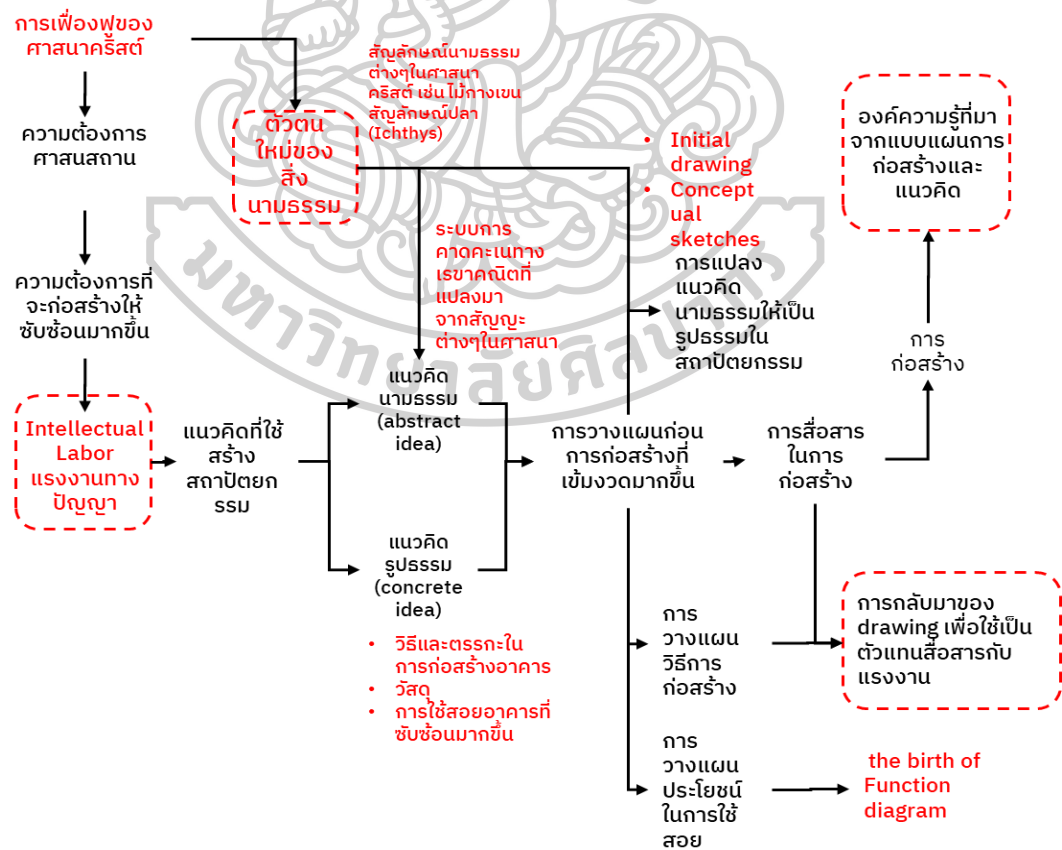 การเฟื่องฟูของ
ศาสนาคริสต์
ความต้องการ
ศาสนสถาน
ความต้องการที่
จะก่อสร้างให้
ซับซ้อนมากขึ้น
Intellectual
Labor
แรงงานทาง
ปัญญา
แนวคิดที่ใช้
สร้าง
สถาปัตยก
รรม
ตัวตน
ใหม่ของ
สิ่ง
นามธรรม
สัญลักษณ์นามธรรม
ต่างๆในศาสนา
คริสต์ เช่น ไม้กางเขน
สัญลักษณ์ปลา
(Ichthys)
ระบบการ
คาดคะเนทาง
เรขาคณิตที่
แปลงมา
จากสัญญะ
ต่างๆในศาสนา
แนวคิด
นามธรรม
(abstract
idea)
แนวคิด
รูปธรรม
(concrete
idea)
• วิธีและตรรกะใน
การก่อสร้างอาคาร
• วัสดุ
• การใช้สอยอาคารที่
ซับซ้อนมากขึ้น
การวางแผนก่อน
การก่อสร้างที่
เข้มงวดมากขึ้น
• Initial
drawing
• Concept
ual
sketches
การแปลง
แนวคิด
นามธรรมให้เป็น
รูปธรรมใน
สถาปัตยกรรม
การสื่อสาร
ในการ
ก่อสร้าง
การ
ก่อสร้าง
องค์ความรู้ที่มา
จากแบบแผนการ
ก่อสร้างและ
แนวคิด
การ
วางแผน
วิธีการ
ก่อสร้าง
การกลับมาของ
drawing เพื่อใช้เป็น
ตัวแทนสื่อสารกับ
แรงงาน
การ
วางแผน
ประโยชน์
ในการใช้
สอย
the birth of
Function
diagram
มหาวิทยาลัยศิลปากร